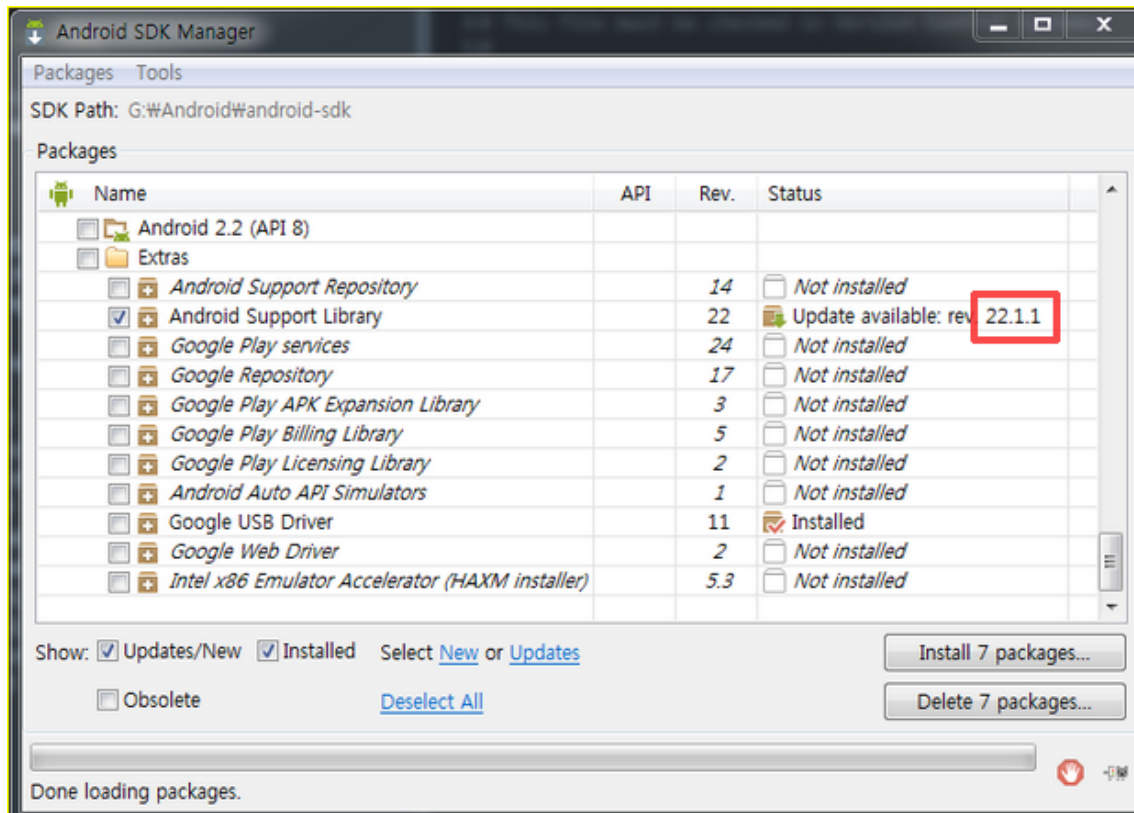 Android SDK Manager
Packages Tools
SDK Path: G:₩Android₩android-sdk
Packages
Name API Rev. Status
Android 2.2 (API 8)
Extras
Android Support Repository 14 Not installed
Android Support Library 22 Update available: rev. 22.1.1
Google Play services 24 Not installed
Google Repository 17 Not installed
Google Play APK Expansion Library 3 Not installed
Google Play Billing Library 5 Not installed
Google Play Licensing Library 2 Not installed
Android Auto API Simulators 1 Not installed
Google USB Driver 11 Installed
Google Web Driver 2 Not installed
Intel x86 Emulator Accelerator (HAXM installer) 5.3 Not installed
Show: Updates/New Installed Select New or Updates Install 7 packages...
Obsolete Deselect All Delete 7 packages...
Done loading packages.